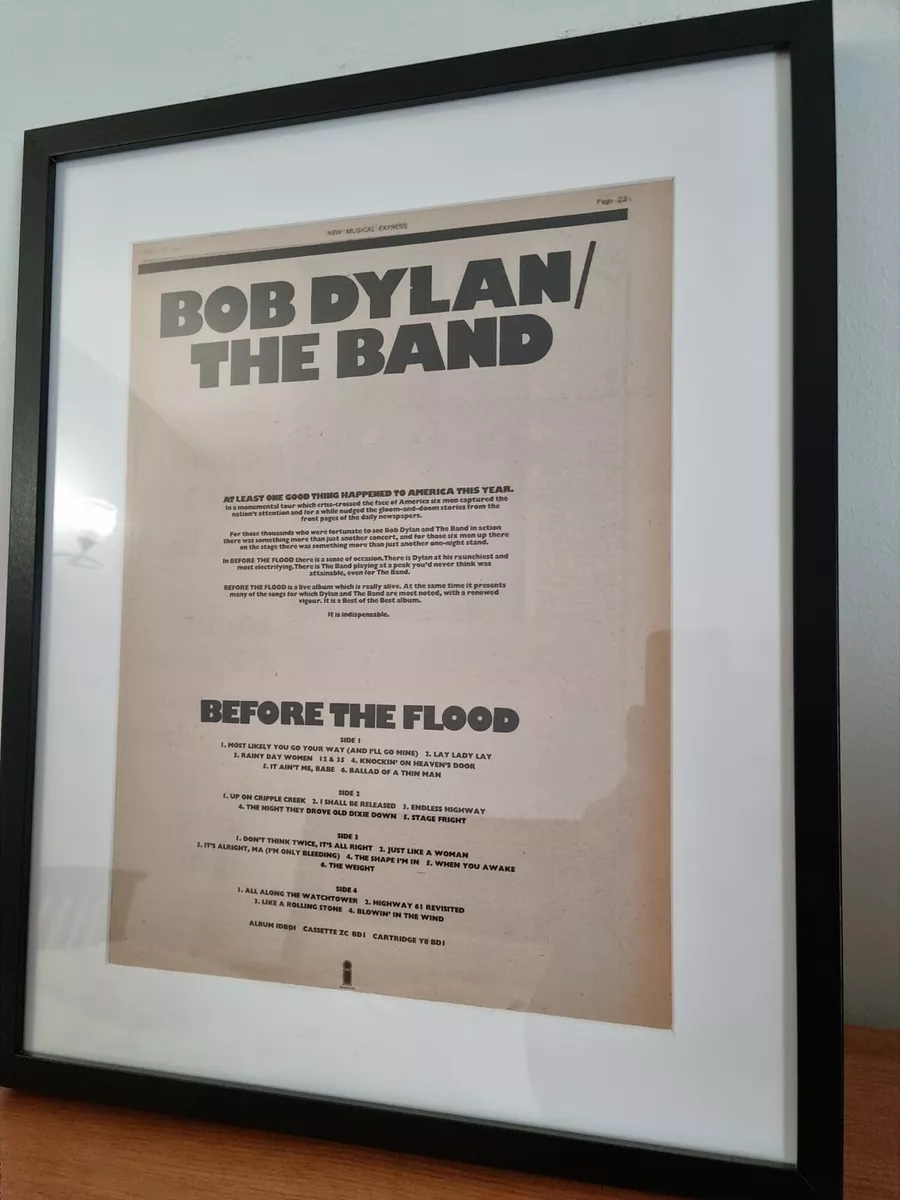 NEW MUSICAL EXPRESS
Page 23
BOB DYLAN/
THE BAND
AT LEAST ONE GOOD THING HAPPENED TO AMERICA THIS YEAR.
In a monumental tour which criss-crossed the face of America six men captured the
nation's attention and for a while nudged the gloom-and-doom stories from the
front pages of the daily newspapers.
For those thousands who were fortunate to see Bob Dylan and The Band in action
there was something more than just another concert, and for those six men up there
on the stage there was something more than just another one-night stand.
In BEFORE THE FLOOD there is a sense of occasion. There is Dylan at his raunchiest and
most electrifying. There is The Band playing at a peak you'd never think was
attainable, even for The Band.
BEFORE THE FLOOD is a live album which is really alive. At the same time it presents
many of the songs for which Dylan and The Band are most noted, with a renewed
vigour. It is a Best of the Best album.
It is indispensable.
BEFORE THE FLOOD
SIDE 1
1. MOST LIKELY YOU GO YOUR WAY (AND I'LL GO MINE) 2. LAY LADY LAY
3. RAINY DAY WOMEN 12 & 35 4. KNOCKIN' ON HEAVEN'S DOOR
5. IT AIN'T ME, BABE 6. BALLAD OF A THIN MAN
SIDE 2
1. UP ON CRIPPLE CREEK 2. I SHALL BE RELEASED 3. ENDLESS HIGHWAY
4. THE NIGHT THEY DROVE OLD DIXIE DOWN 5. STAGE FRIGHT
SIDE 3
1. DON'T THINK TWICE, IT'S ALL RIGHT 2. JUST LIKE A WOMAN
3. IT'S ALRIGHT, MA (I'M ONLY BLEEDING) 4. THE SHAPE I'M IN 5. WHEN YOU AWAKE
6. THE WEIGHT
SIDE 4
1. ALL ALONG THE WATCHTOWER 2. HIGHWAY 61 REVISITED
3. LIKE A ROLLING STONE 4. BLOWIN' IN THE WIND
ALBUM IDBD1 CASSETTE ZC BD1 CARTRIDGE Y8 BD1
i